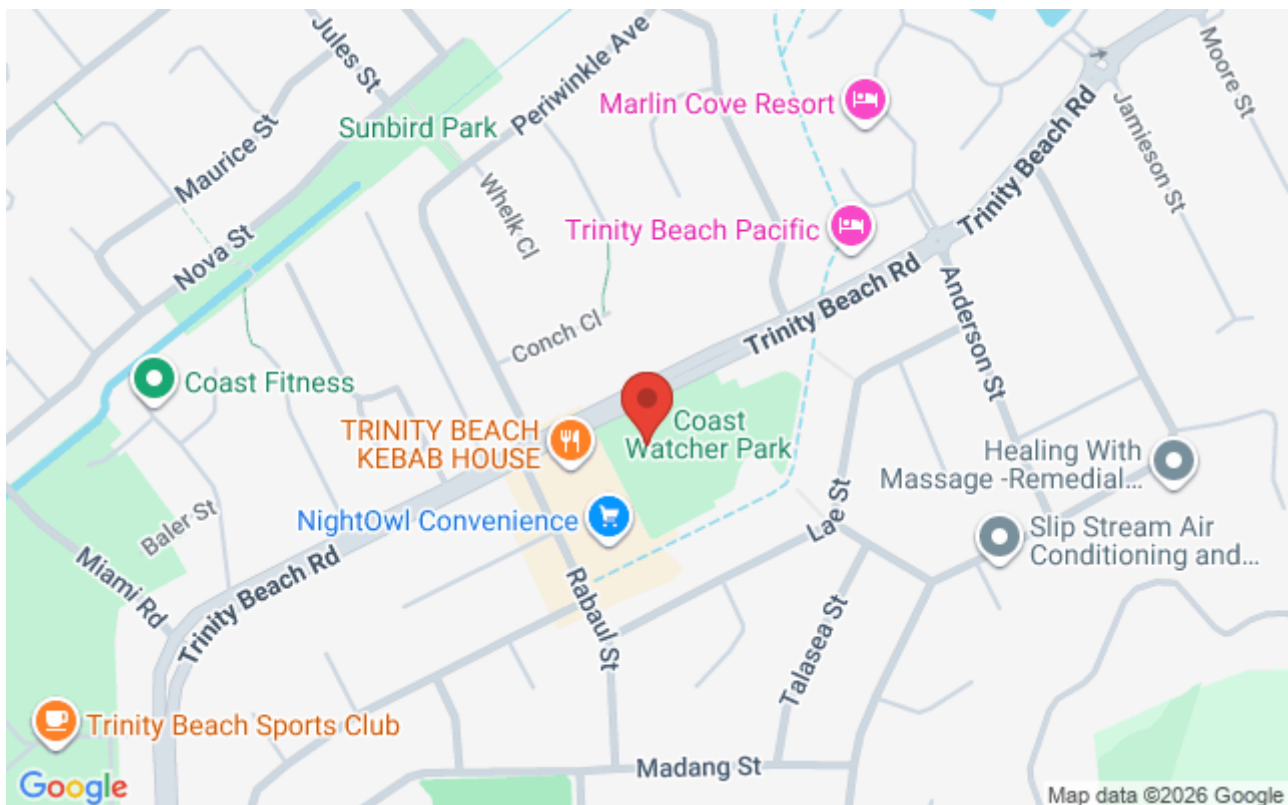 Jules St
Periwinkle Ave
Moore St
Marlin Cove Resort
Sunbird Park
Maurice St
Jamieson St
Trinity Beach Rd
Whelk Cl
Trinity Beach Pacific
Nova St
Trinity Beach Rd
Anderson St
Conch Cl
Coast Fitness
Coast
Watcher Park
TRINITY BEACH
KEBAB HOUSE
Healing With
Massage -Remedial...
NightOwl Convenience
Lae St
Baler St
Slip Stream Air
Conditioning and...
Miami Rd
Trinity Beach Rd
Rabaul St
Talasea St
Trinity Beach Sports Club
Madang St
Google
Map data ©2026 Google